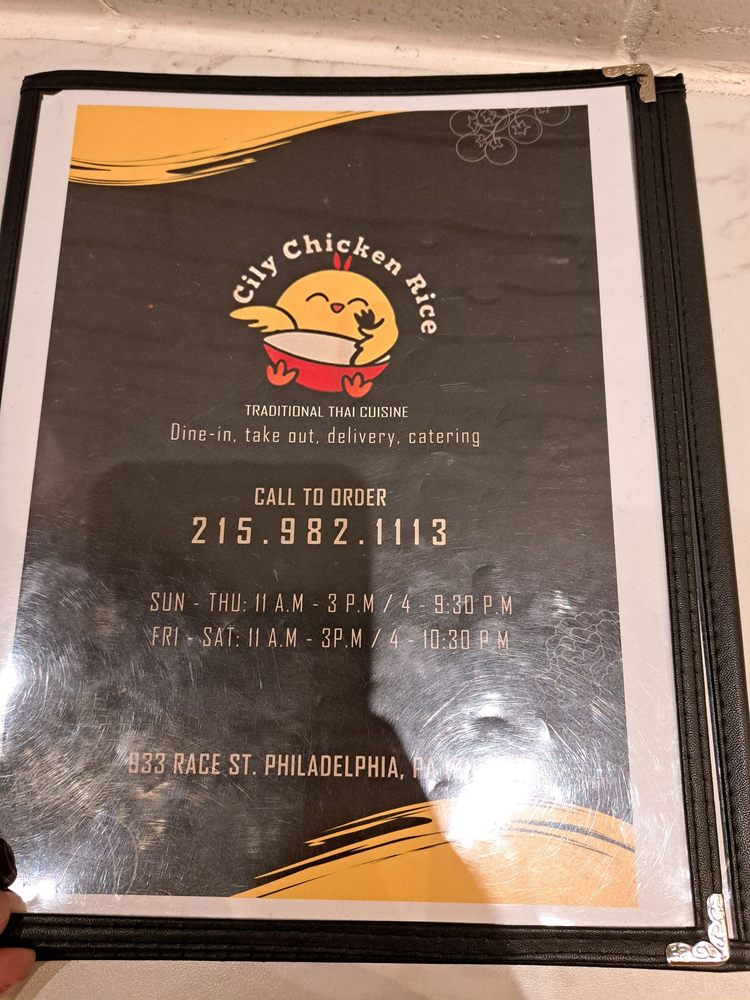 Cily Chicken Rice
TRADITIONAL THAI CUISINE
Dine-in, take out, delivery, catering
CALL TO ORDER
215.982.1113
SUN - THU: 11 A.M - 3 P.M / 4 - 9:30 P.M
FRI - SAT: 11 A.M - 3P.M / 4 - 10:30 P.M
933 RACE ST. PHILADELPHIA, PA